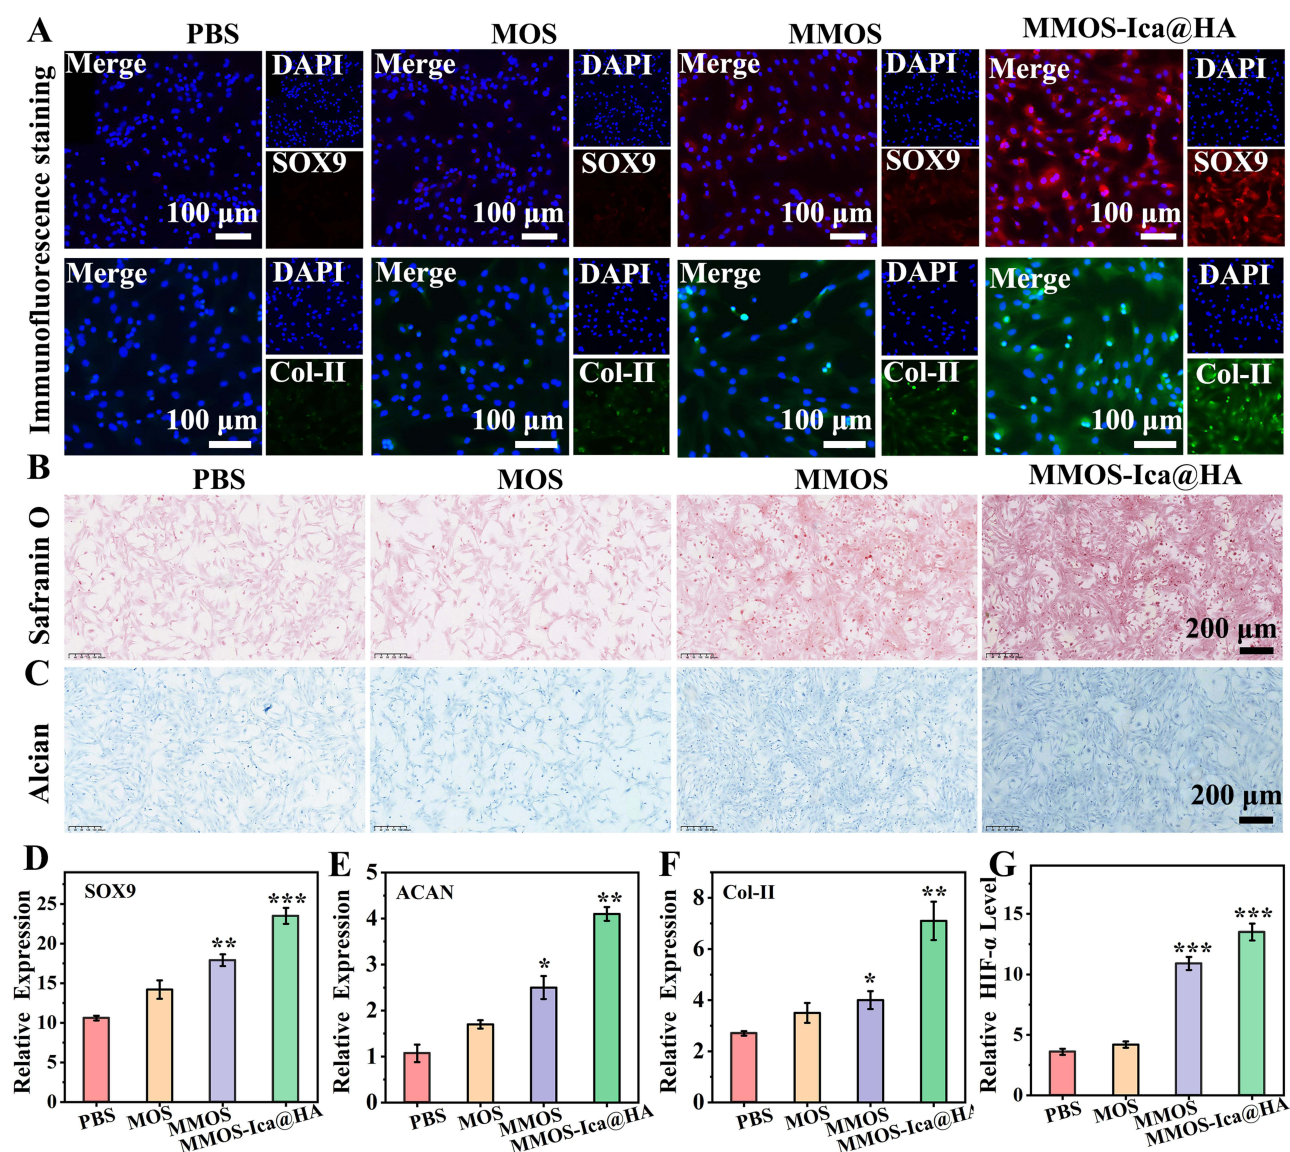 A
PBS
MOS
MMOS
MMOS-Ica@HA
Immunofluorescence staining
Merge
DAPI
SOX9
100 μm
Merge
DAPI
SOX9
100 μm
Merge
DAPI
SOX9
100 μm
Merge
DAPI
SOX9
100 μm
Merge
DAPI
Col-II
100 μm
Merge
DAPI
Col-II
100 μm
Merge
DAPI
Col-II
100 μm
Merge
DAPI
Col-II
100 μm
B
PBS
MOS
MMOS
MMOS-Ica@HA
Safranin O
200 μm
C
Alcian
200 μm
D
SOX9
Relative Expression
25
20
15
10
5
0
**
***
PBS
MOS
MMOS
MMOS-Ica@HA
E
ACAN
Relative Expression
5
4
3
2
1
0
*
**
PBS
MOS
MMOS
MMOS-Ica@HA
F
Col-II
Relative Expression
8
6
4
2
0
*
**
PBS
MOS
MMOS
MMOS-Ica@HA
G
Relative HIF-α Level
15
10
5
0
***
***
PBS
MOS
MMOS
MMOS-Ica@HA